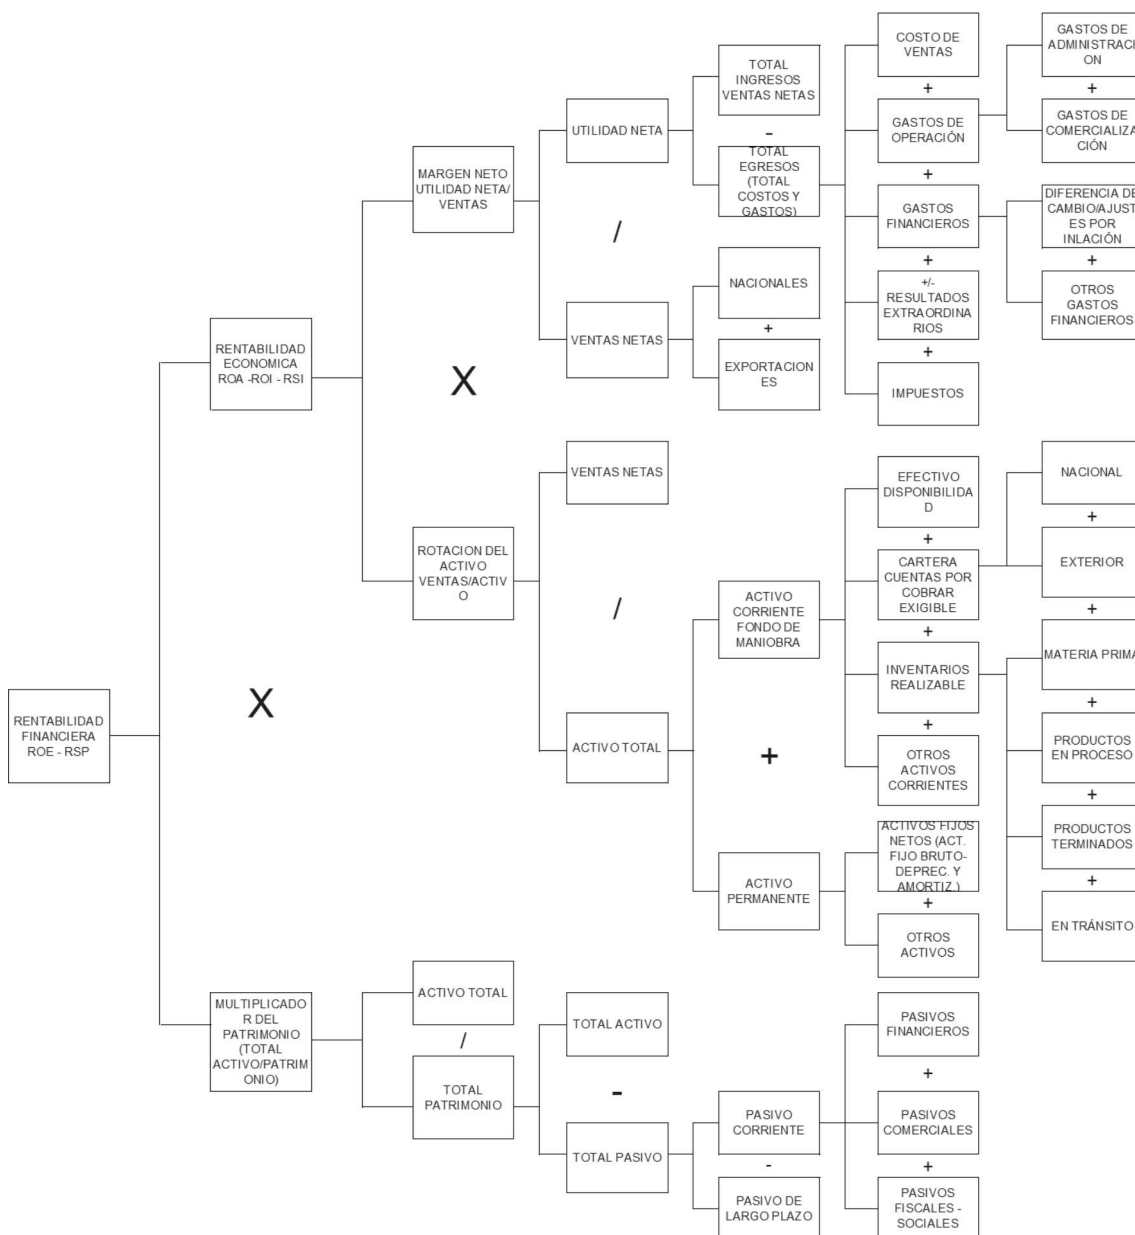 RENTABILIDAD
FINANCIERA
ROE - RSP
X
RENTABILIDAD
ECONOMICA
ROA -ROI - RSI
MULTIPLICADO
R DEL
PATRIMONIO
(TOTAL
ACTIVO/PATRIM
ONIO)
MARGEN NETO
UTILIDAD NETA/
VENTAS
X
ROTACION DEL
ACTIVO
VENTAS/ACTIV
O
ACTIVO TOTAL
/
TOTAL
PATRIMONIO
UTILIDAD NETA
/
VENTAS NETAS
VENTAS NETAS
/
ACTIVO TOTAL
TOTAL ACTIVO
-
TOTAL PASIVO
TOTAL
INGRESOS
VENTAS NETAS
-
TOTAL
EGRESOS
(TOTAL
COSTOS Y
GASTOS)
NACIONALES
+
EXPORTACION
ES
ACTIVO
CORRIENTE
FONDO DE
MANIOBRA
+
ACTIVO
PERMANENTE
PASIVO
CORRIENTE
-
PASIVO DE
LARGO PLAZO
COSTO DE
VENTAS
+
GASTOS DE
OPERACIÓN
+
GASTOS
FINANCIEROS
+
+/-
RESULTADOS
EXTRAORDINA
RIOS
+
IMPUESTOS
EFECTIVO
DISPONIBILIDA
D
+
CARTERA
CUENTAS POR
COBRAR
EXIGIBLE
+
INVENTARIOS
REALIZABLE
+
OTROS
ACTIVOS
CORRIENTES
ACTIVOS FIJOS
NETOS (ACT.
FIJO BRUTO-
DEPREC. Y
AMORTIZ.)
+
OTROS
ACTIVOS
PASIVOS
FINANCIEROS
+
PASIVOS
COMERCIALES
+
PASIVOS
FISCALES -
SOCIALES
GASTOS DE
ADMINISTRACI
ON
+
GASTOS DE
COMERCIALIZA
CIÓN
DIFERENCIA DE
CAMBIO/AJUST
ES POR
INLACIÓN
+
OTROS
GASTOS
FINANCIEROS
NACIONAL
+
EXTERIOR
+
MATERIA PRIMA
+
PRODUCTOS
EN PROCESO
+
PRODUCTOS
TERMINADOS
+
EN TRÁNSITO